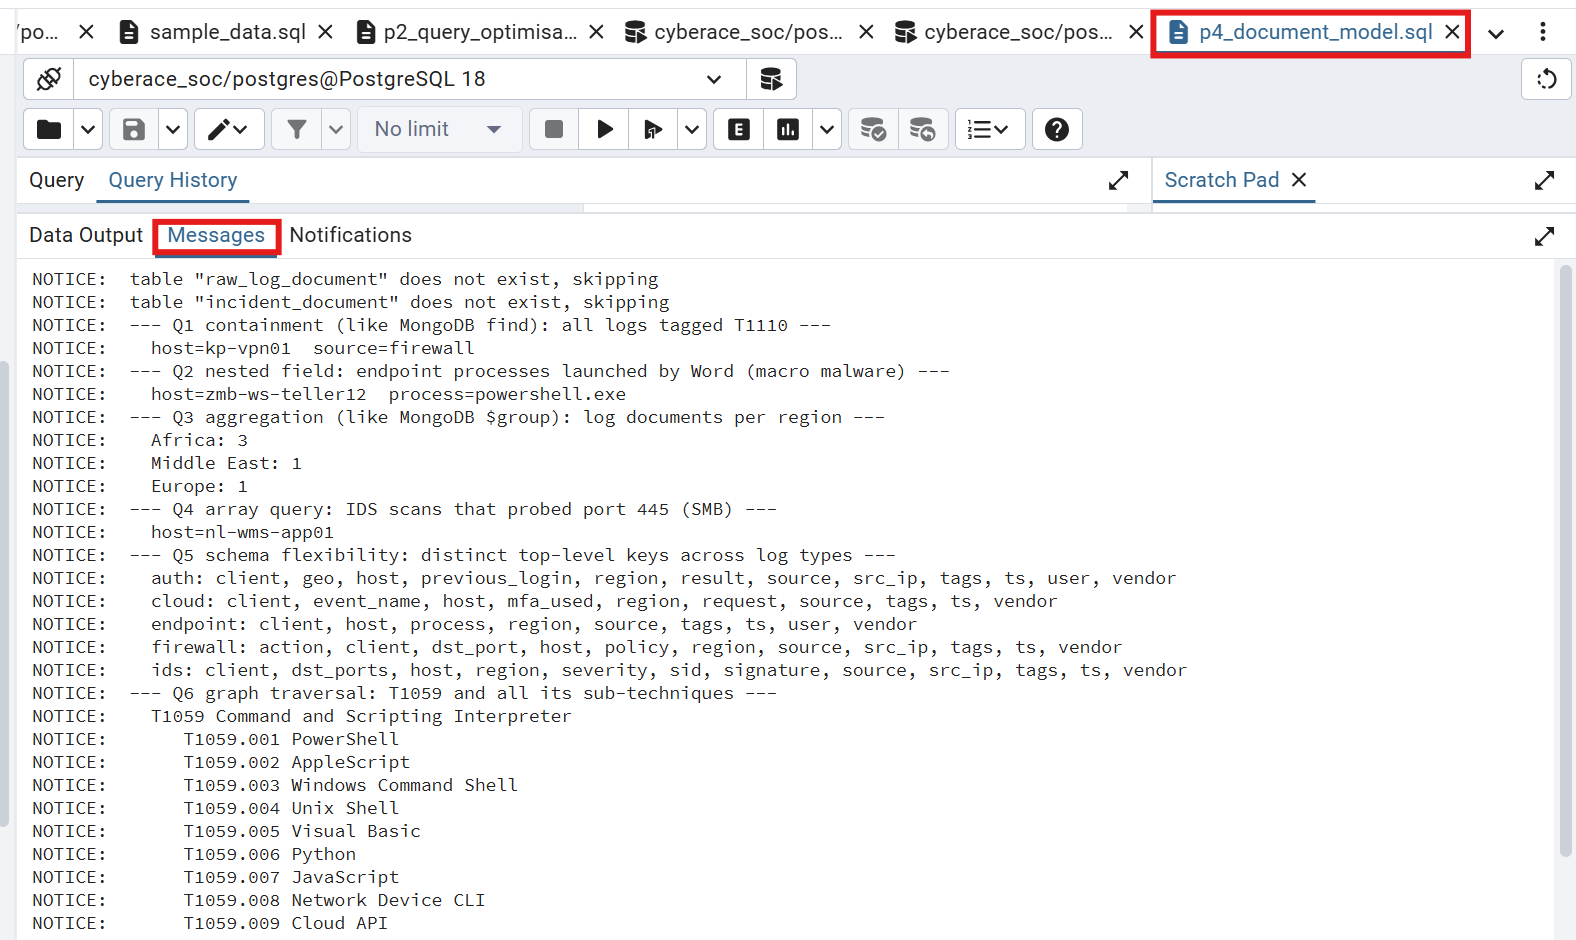 /po...
sample_data.sql
p2_query_optimisa...
cyberace_soc/pos...
cyberace_soc/pos...
p4_document_model.sql
cyberace_soc/postgres@PostgreSQL 18
No limit
E
Query
Query History
Scratch Pad
Data Output
Messages
Notifications
NOTICE:  table "raw_log_document" does not exist, skipping
NOTICE:  table "incident_document" does not exist, skipping
NOTICE:  --- Q1 containment (like MongoDB find): all logs tagged T1110 ---
NOTICE:    host=kp-vpn01  source=firewall
NOTICE:  --- Q2 nested field: endpoint processes launched by Word (macro malware) ---
NOTICE:    host=zmb-ws-teller12  process=powershell.exe
NOTICE:  --- Q3 aggregation (like MongoDB $group): log documents per region ---
NOTICE:    Africa: 3
NOTICE:    Middle East: 1
NOTICE:    Europe: 1
NOTICE:  --- Q4 array query: IDS scans that probed port 445 (SMB) ---
NOTICE:    host=nl-wms-app01
NOTICE:  --- Q5 schema flexibility: distinct top-level keys across log types ---
NOTICE:    auth: client, geo, host, previous_login, region, result, source, src_ip, tags, ts, user, vendor
NOTICE:    cloud: client, event_name, host, mfa_used, region, request, source, tags, ts, vendor
NOTICE:    endpoint: client, host, process, region, source, tags, ts, user, vendor
NOTICE:    firewall: action, client, dst_port, host, policy, region, source, src_ip, tags, ts, vendor
NOTICE:    ids: client, dst_ports, host, region, severity, sid, signature, source, src_ip, tags, ts, vendor
NOTICE:  --- Q6 graph traversal: T1059 and all its sub-techniques ---
NOTICE:    T1059 Command and Scripting Interpreter
NOTICE:       T1059.001 PowerShell
NOTICE:       T1059.002 AppleScript
NOTICE:       T1059.003 Windows Command Shell
NOTICE:       T1059.004 Unix Shell
NOTICE:       T1059.005 Visual Basic
NOTICE:       T1059.006 Python
NOTICE:       T1059.007 JavaScript
NOTICE:       T1059.008 Network Device CLI
NOTICE:       T1059.009 Cloud API